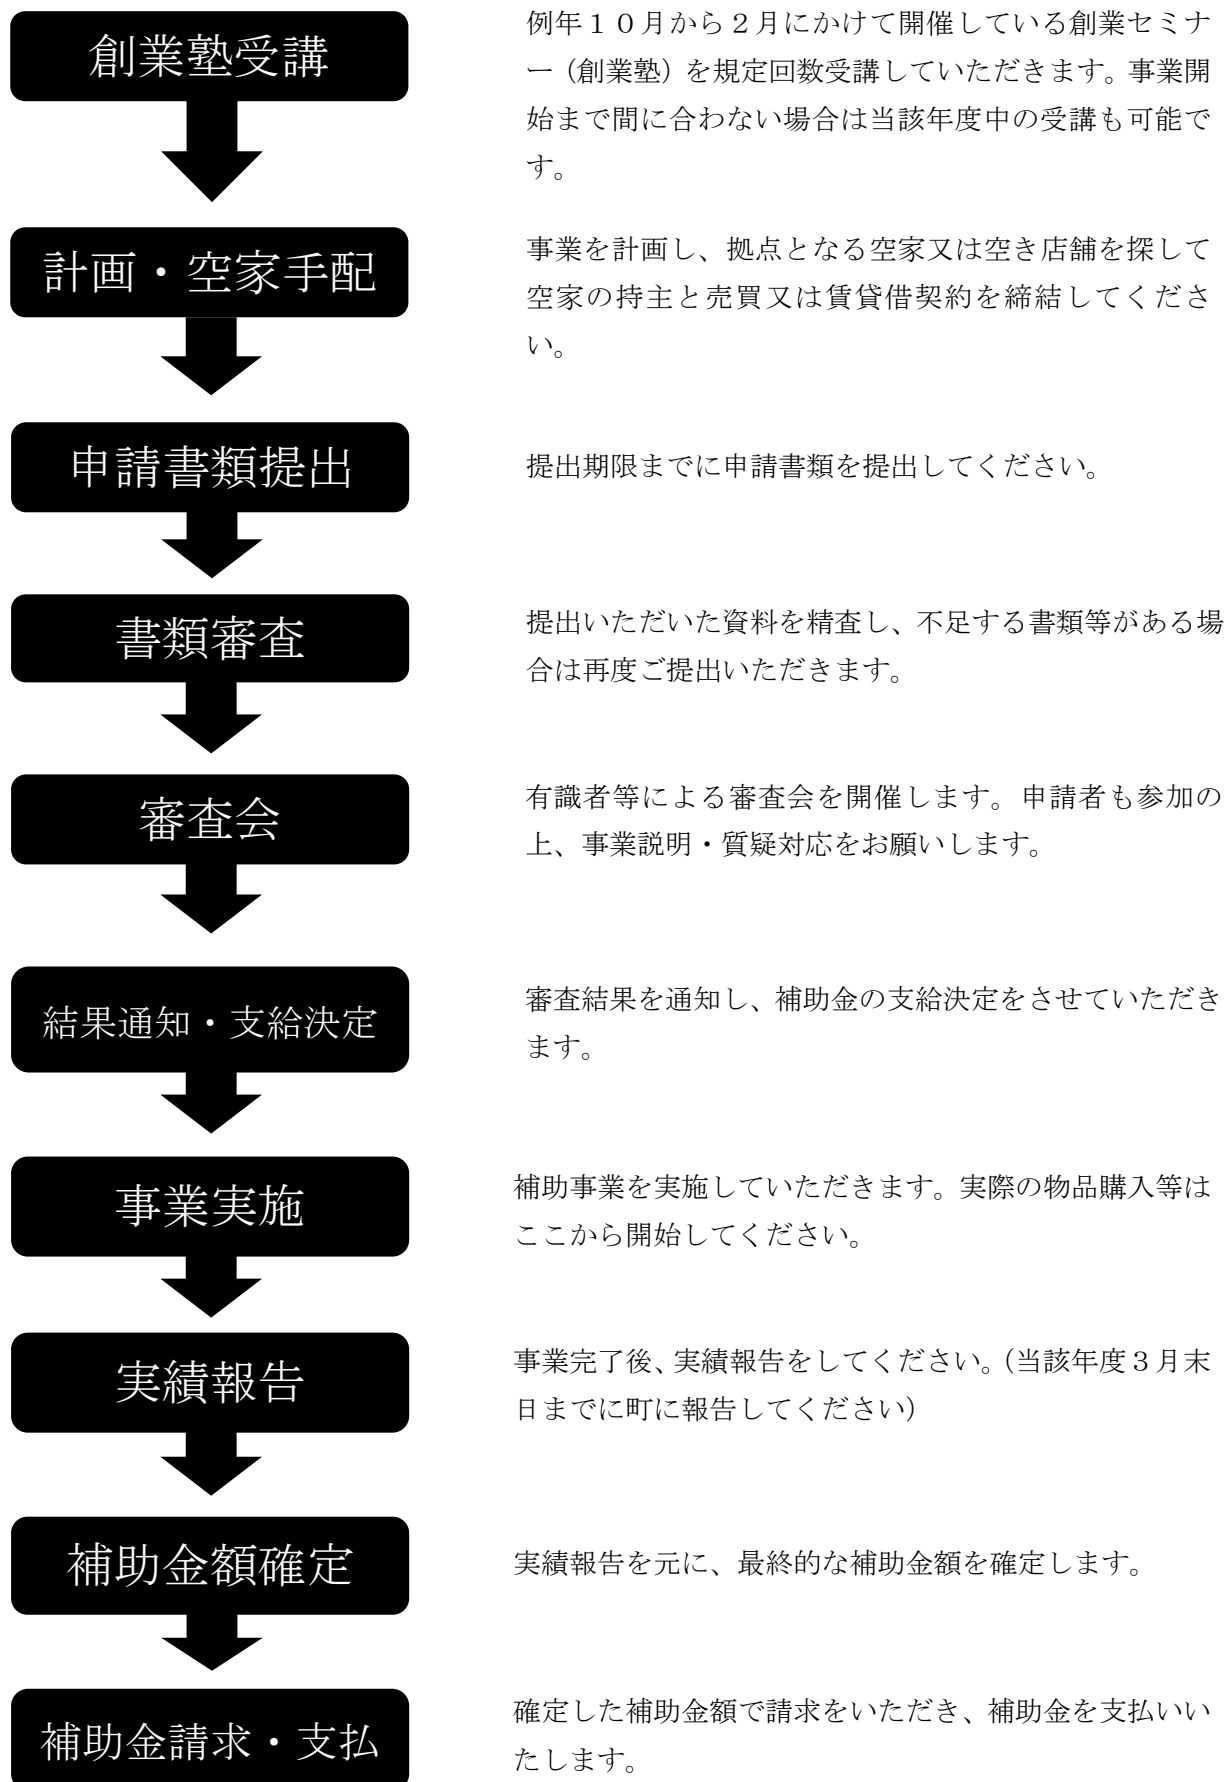 創業塾受講
例年１０月から２月にかけて開催している創業セミナ
ー（創業塾）を規定回数受講していただきます。事業開
始まで間に合わない場合は当該年度中の受講も可能で
す。
計画・空家手配
事業を計画し、拠点となる空家又は空き店舗を探して
空家の持主と売買又は賃貸借契約を締結してくださ
い。
申請書類提出
提出期限までに申請書類を提出してください。
書類審査
提出いただいた資料を精査し、不足する書類等がある場
合は再度ご提出いただきます。
審査会
有識者等による審査会を開催します。申請者も参加の
上、事業説明・質疑対応をお願いします。
結果通知・支給決定
審査結果を通知し、補助金の支給決定をさせていただき
ます。
事業実施
補助事業を実施していただきます。実際の物品購入等は
ここから開始してください。
実績報告
事業完了後、実績報告をしてください。（当該年度３月末
日までに町に報告してください）
補助金額確定
実績報告を元に、最終的な補助金額を確定します。
補助金請求・支払
確定した補助金額で請求をいただき、補助金を支払いい
たします。